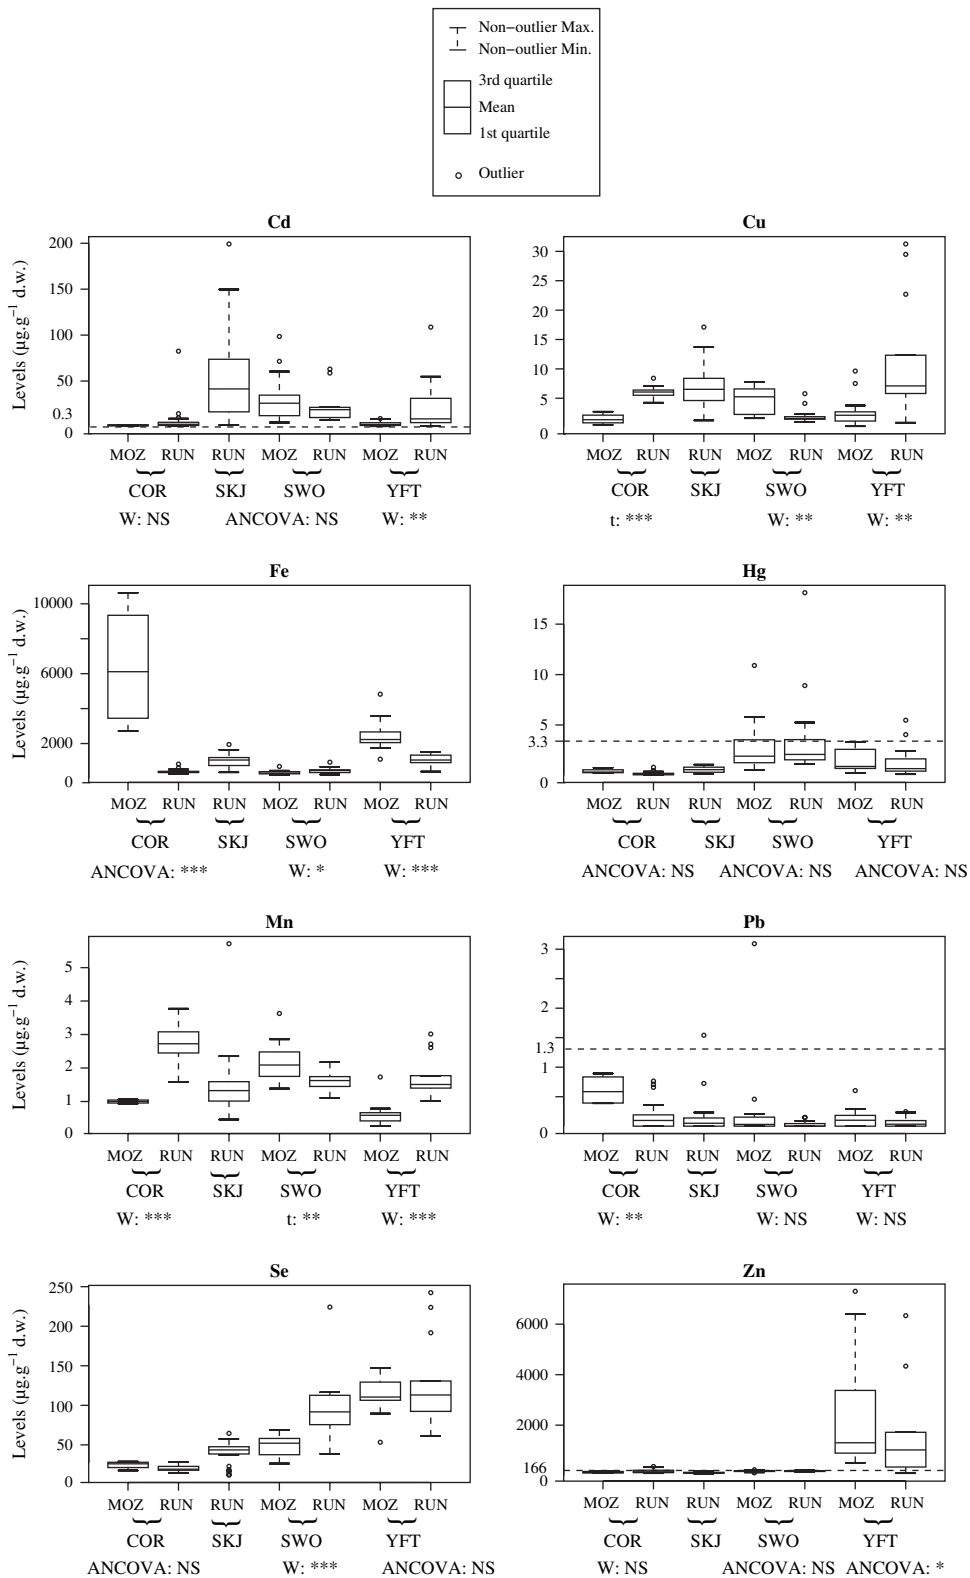 Non−outlier Max.
Non−outlier Min.
3rd quartile
Mean
1st quartile
Outlier
Cd
Levels (µg.g⁻¹ d.w.)
200
150
100
50
0.3
0
MOZ RUN RUN MOZ RUN MOZ RUN
COR SKJ SWO YFT
W: NS ANCOVA: NS W: **
Cu
30
25
20
15
10
5
0
MOZ RUN RUN MOZ RUN MOZ RUN
COR SKJ SWO YFT
t: *** W: ** W: **
Fe
Levels (µg.g⁻¹ d.w.)
10000
6000
2000
0
MOZ RUN RUN MOZ RUN MOZ RUN
COR SKJ SWO YFT
ANCOVA: *** W: * W: ***
Hg
15
10
5
3.3
0
MOZ RUN RUN MOZ RUN MOZ RUN
COR SKJ SWO YFT
ANCOVA: NS ANCOVA: NS ANCOVA: NS
Mn
Levels (µg.g⁻¹ d.w.)
5
4
3
2
1
0
MOZ RUN RUN MOZ RUN MOZ RUN
COR SKJ SWO YFT
W: *** t: ** W: ***
Pb
3
2
1.3
1
0
MOZ RUN RUN MOZ RUN MOZ RUN
COR SKJ SWO YFT
W: ** W: NS W: NS
Se
Levels (µg.g⁻¹ d.w.)
250
200
150
100
50
0
MOZ RUN RUN MOZ RUN MOZ RUN
COR SKJ SWO YFT
ANCOVA: NS W: *** ANCOVA: NS
Zn
6000
4000
2000
166
0
MOZ RUN RUN MOZ RUN MOZ RUN
COR SKJ SWO YFT
W: NS ANCOVA: NS ANCOVA: *